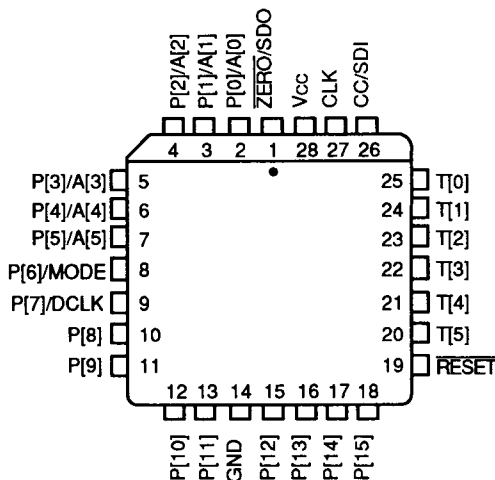 P[2]/A[2]
P[1]/A[1]
P[0]/A[0]
ZERO/SDO
Vcc
CLK
CC/SDI
4 3 2 1 28 27 26
P[3]/A[3] 5 25 T[0]
P[4]/A[4] 6 24 T[1]
P[5]/A[5] 7 23 T[2]
P[6]/MODE 8 22 T[3]
P[7]/DCLK 9 21 T[4]
P[8] 10 20 T[5]
P[9] 11 19 RESET
12 13 14 15 16 17 18
P[10]
P[11]
GND
P[12]
P[13]
P[14]
P[15]